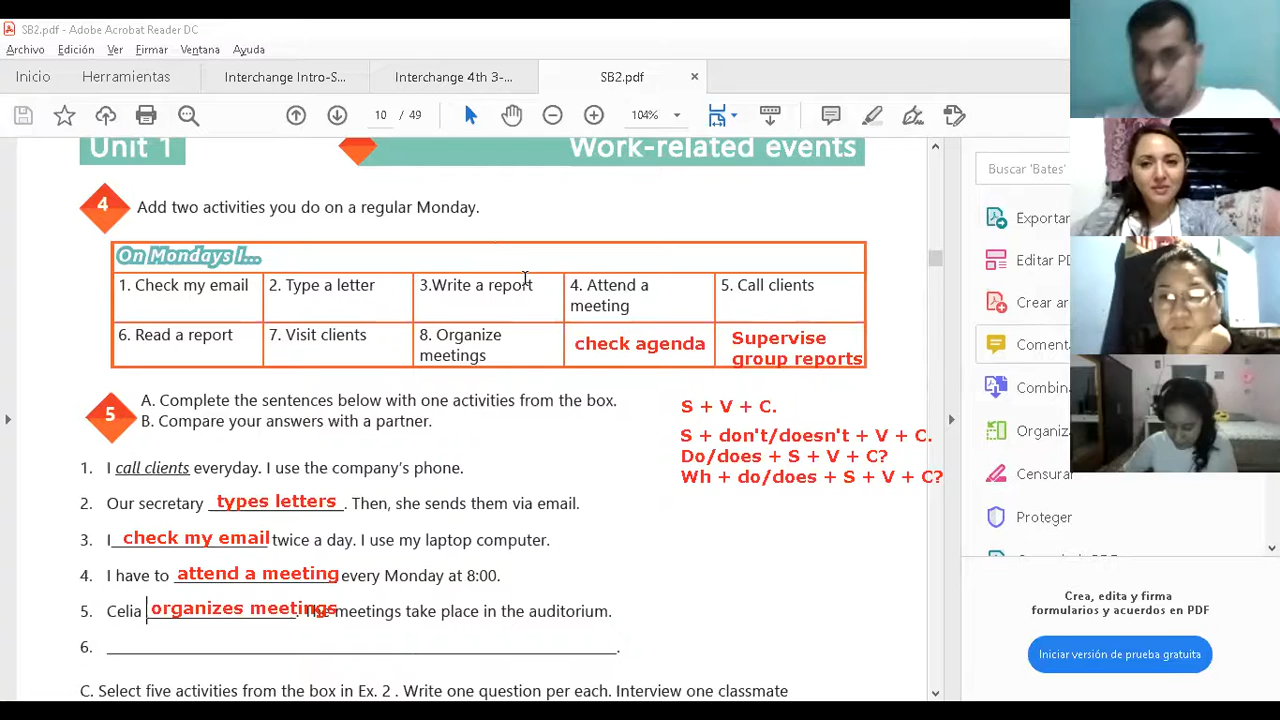 SB2.pdf - Adobe Acrobat Reader DC
Archivo Edición Ver Firmar Ventana Ayuda
Inicio Herramientas Interchange Intro-S... Interchange 4th 3-... SB2.pdf ×
10 / 49 104%
Unit 1 Work-related events
4 Add two activities you do on a regular Monday.
On Mondays I...
1. Check my email 2. Type a letter 3.Write a report 4. Attend a meeting 5. Call clients
6. Read a report 7. Visit clients 8. Organize meetings check agenda Supervise group reports
5 A. Complete the sentences below with one activities from the box.
B. Compare your answers with a partner.
S + V + C.
S + don't/doesn't + V + C.
Do/does + S + V + C?
Wh + do/does + S + V + C?
1. I call clients everyday. I use the company's phone.
2. Our secretary types letters. Then, she sends them via email.
3. I check my email twice a day. I use my laptop computer.
4. I have to attend a meeting every Monday at 8:00.
5. Celia organizes meetings. The meetings take place in the auditorium.
6. .
C. Select five activities from the box in Ex. 2 . Write one question per each. Interview one classmate
Buscar 'Bates'
Exportar
Editar PD
Crear ar
Coment
Combin
Organiz
Censurar
Proteger
Crea, edita y firma
formularios y acuerdos en PDF
Iniciar versión de prueba gratuita